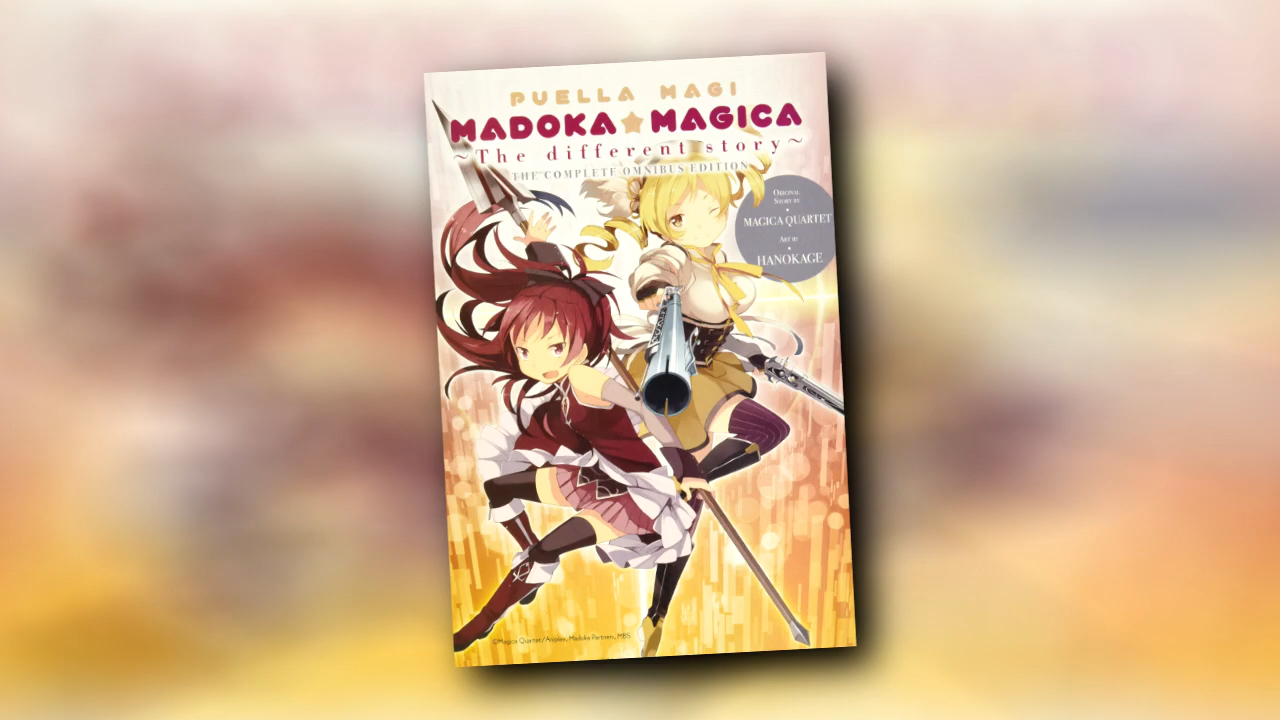 PUELLA MAGI
MADOKA★MAGICA
~The different story~
THE COMPLETE OMNIBUS EDITION
ORIGINAL
STORY BY
•
MAGICA QUARTET
ART BY
•
HANOKAGE
©Magica Quartet/Aniplex, Madoka Partners, MBS